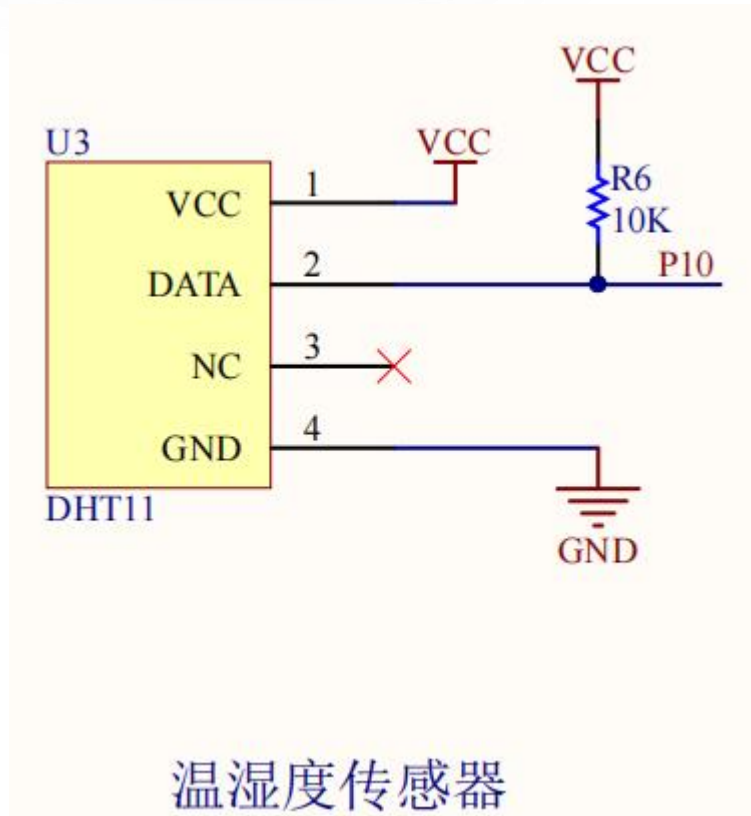 VCC
U3
VCC
VCC 1
R6
10K
DATA 2
P10
NC 3
GND 4
DHT11
GND
温湿度传感器